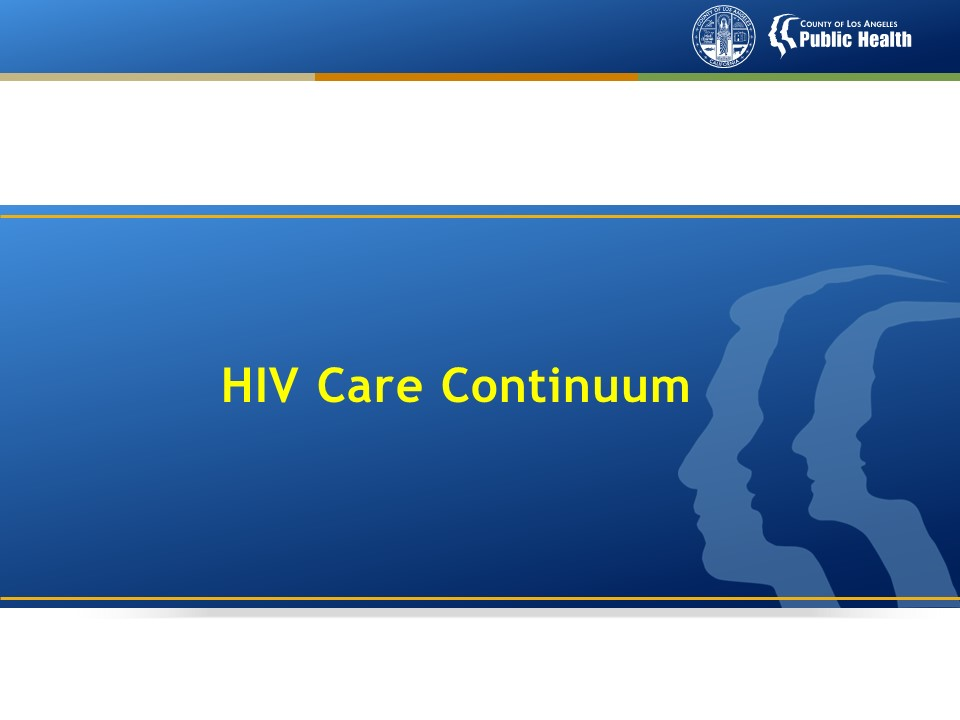 COUNTY OF LOS ANGELES
Public Health
HIV Care Continuum